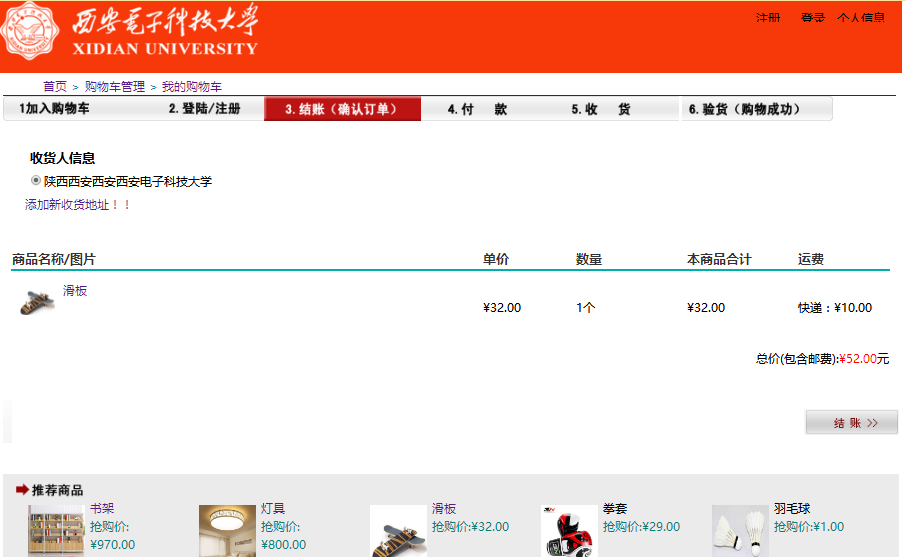 西安电子科技大学
XIDIAN UNIVERSITY
注册 登录 个人信息
首页 > 购物车管理 > 我的购物车
1加入购物车 2. 登陆/注册 3. 结账（确认订单） 4. 付 款 5. 收 货 6. 验货（购物成功）
收货人信息
陕西西安西安西安电子科技大学
添加新收货地址！！
商品名称/图片 单价 数量 本商品合计 运费
滑板
¥32.00 1个 ¥32.00 快递：¥10.00
总价(包含邮费):¥52.00元
结 账 >>
推荐商品
书架 灯具 滑板 拳套 羽毛球
抢购价: 抢购价: 抢购价:¥32.00 抢购价:¥29.00 抢购价:¥1.00
¥970.00 ¥800.00